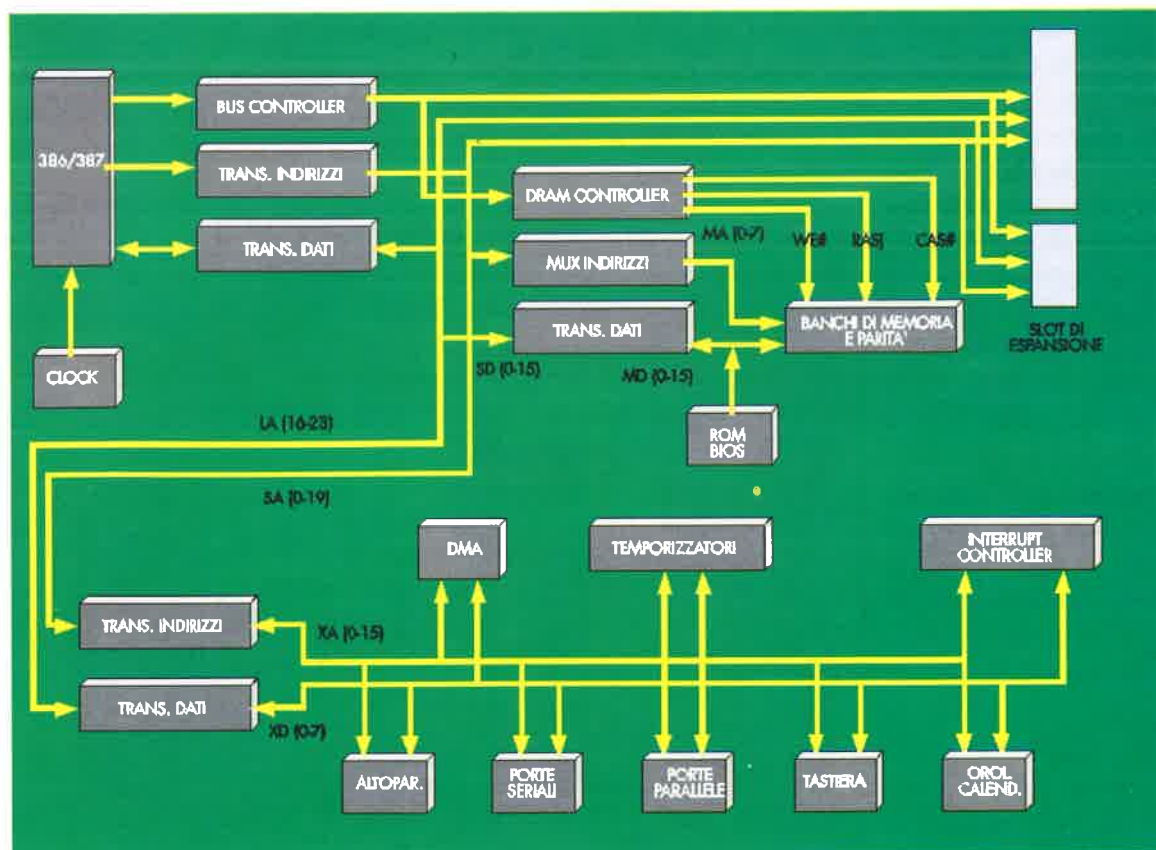 BUS CONTROLLER
386/387
TRANS. INDIRIZZI
TRANS. DATI
CLOCK
DRAM CONTROLLER
MA (0-7)
WE#
RAS(
CAS#
MUX INDIRIZZI
TRANS. DATI
BANCHI DI MEMORIA
E PARITA'
SLOT DI
ESPANSIONE
SD (0-15)
MD (0-15)
ROM
BIOS
LA (16-23)
SA (0-19)
DMA
TEMPORIZZATORI
INTERRUPT
CONTROLLER
TRANS. INDIRIZZI
XA (0-15)
TRANS. DATI
XD (0-7)
ALTOPAR.
PORTE
SERIALI
PORTE
PARALLELE
TASTIERA
OROL.
CALEND.